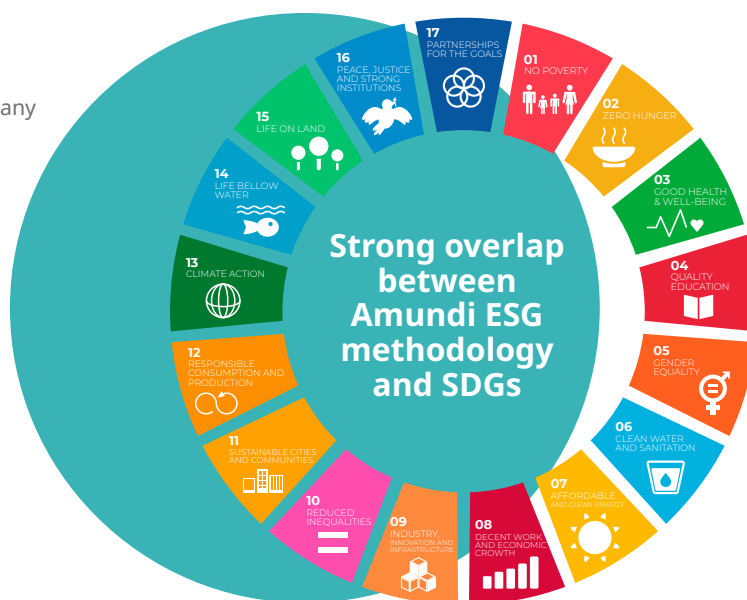 any
17
PARTNERSHIPS
FOR THE GOALS
01
NO POVERTY
02
ZERO HUNGER
03
GOOD HEALTH
& WELL-BEING
04
QUALITY
EDUCATION
05
GENDER
EQUALITY
06
CLEAN WATER
AND SANITATION
07
AFFORDABLE
AND CLEAN ENERGY
08
DECENT WORK
AND ECONOMIC
CROWTH
09
INDUSTRY,
INNOVATION AND
INFRASTRUCTURE
10
REDUCED
INEQUALITIES
11
SUSTAINABLE CITIES
AND COMMUNITIES
12
RESPONSIBLE
CONSUMPTION AND
PRODUCTION
13
CLIMATE ACTION
14
LIFE BELLOW
WATER
15
LIFE ON LAND
16
PEACE, JUSTICE
AND STRONG
INSTITUTIONS
Strong overlap
between
Amundi ESG
methodology
and SDGs